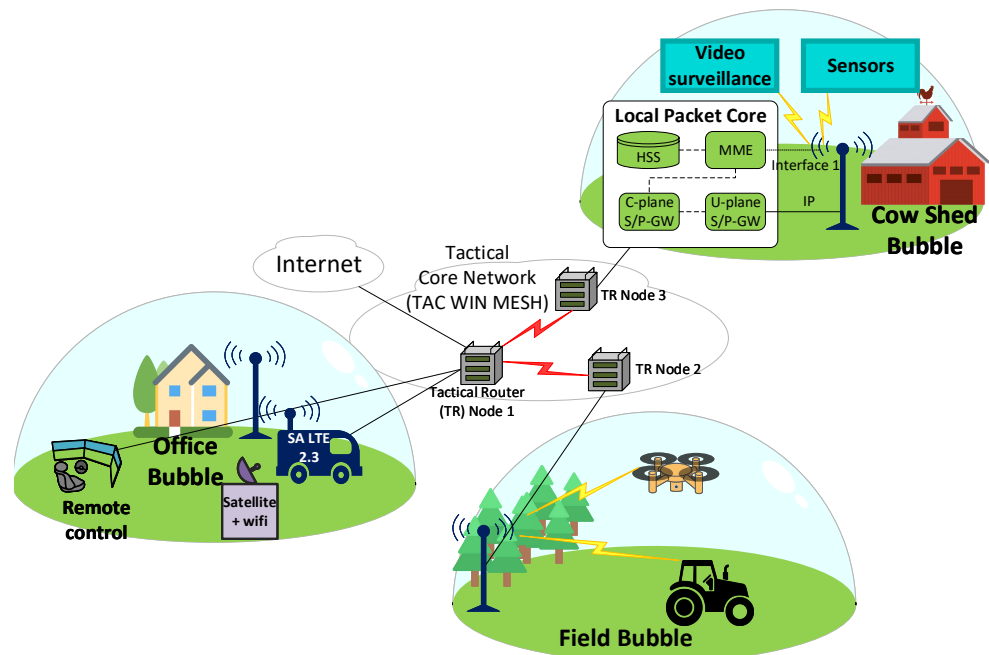 Video
surveillance
Sensors
Local Packet Core
HSS
MME
Interface 1
C-plane
S/P-GW
U-plane
S/P-GW
IP
Cow Shed
Bubble
Internet
Tactical
Core Network
(TAC WIN MESH)
TR Node 3
TR Node 2
Tactical Router
(TR) Node 1
Office
Bubble
SA LTE
2.3
Satellite
+ wifi
Remote
control
Field Bubble